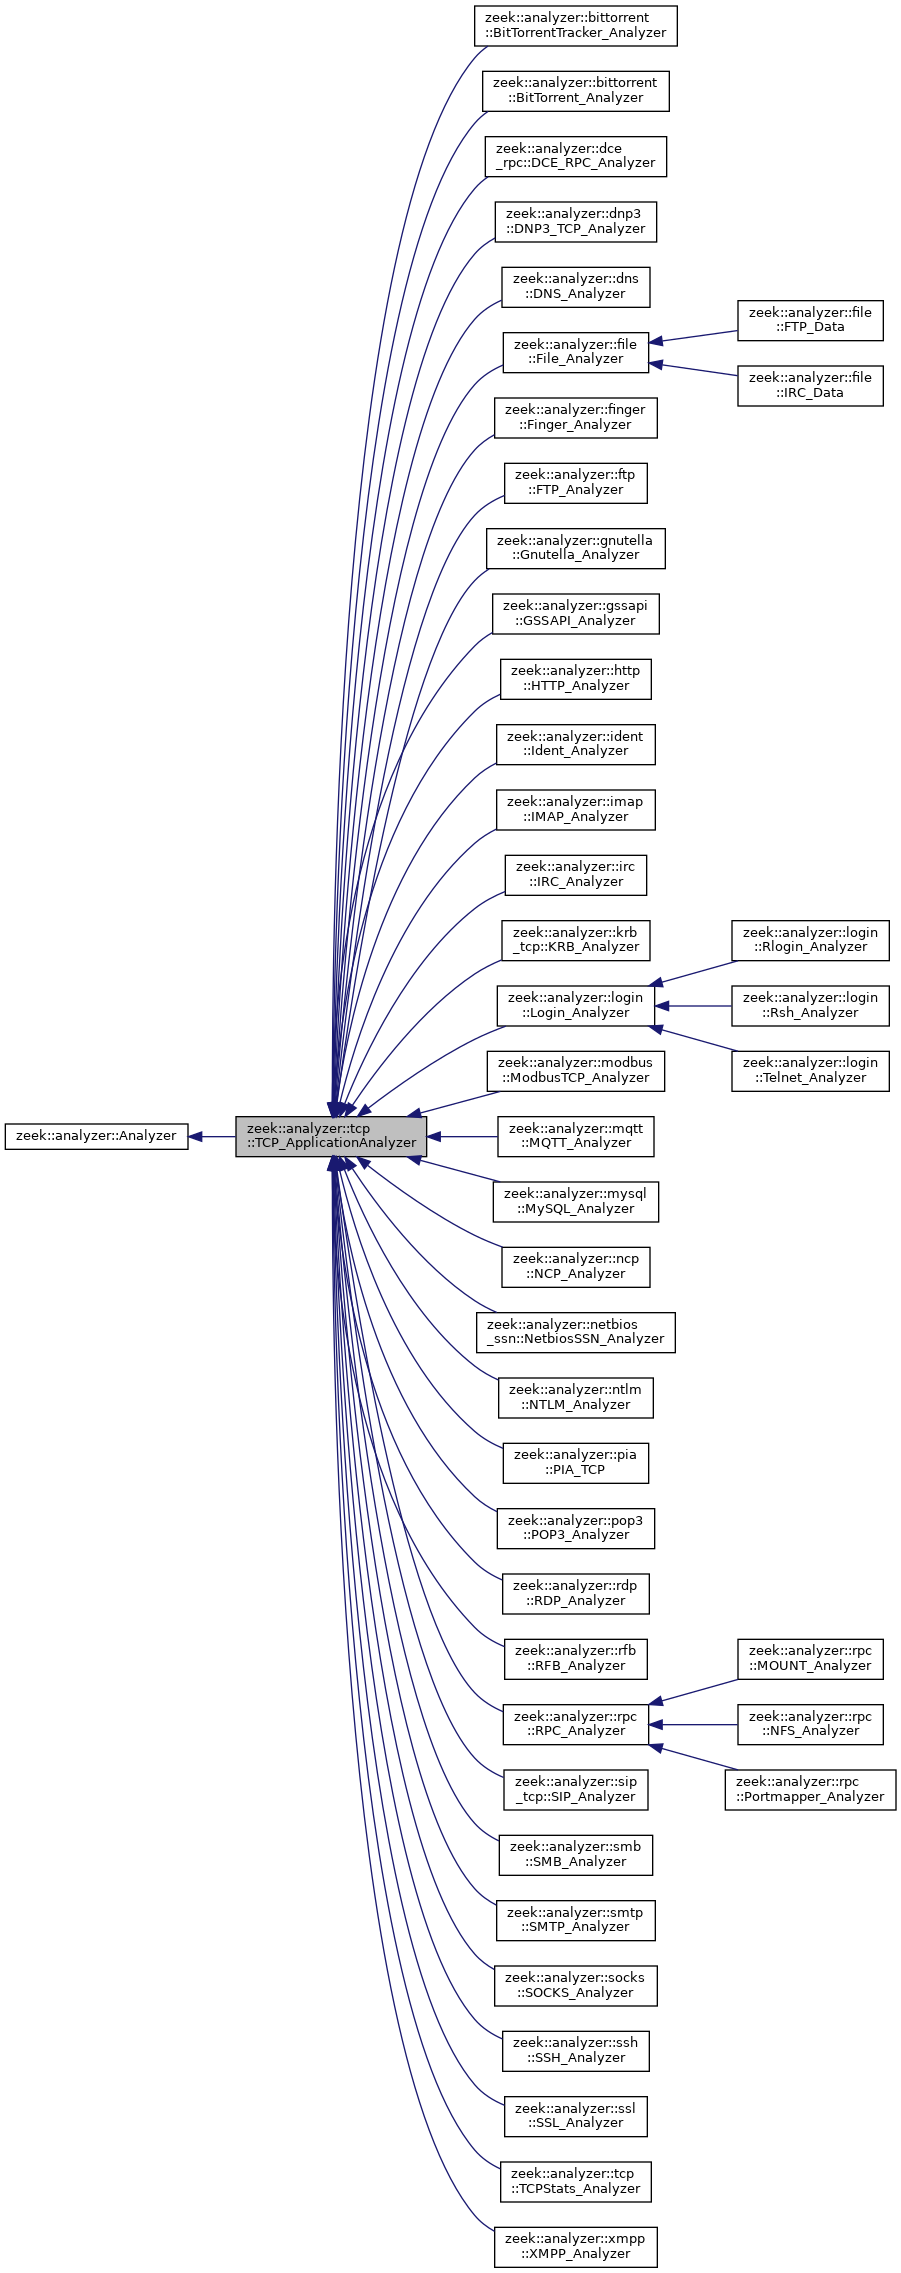 zeek::analyzer::bittorrent
::BitTorrentTracker_Analyzer
zeek::analyzer::bittorrent
::BitTorrent_Analyzer
zeek::analyzer::dce
_rpc::DCE_RPC_Analyzer
zeek::analyzer::dnp3
::DNP3_TCP_Analyzer
zeek::analyzer::dns
::DNS_Analyzer
zeek::analyzer::file
::File_Analyzer
zeek::analyzer::file
::FTP_Data
zeek::analyzer::file
::IRC_Data
zeek::analyzer::finger
::Finger_Analyzer
zeek::analyzer::ftp
::FTP_Analyzer
zeek::analyzer::gnutella
::Gnutella_Analyzer
zeek::analyzer::gssapi
::GSSAPI_Analyzer
zeek::analyzer::http
::HTTP_Analyzer
zeek::analyzer::ident
::Ident_Analyzer
zeek::analyzer::imap
::IMAP_Analyzer
zeek::analyzer::irc
::IRC_Analyzer
zeek::analyzer::krb
_tcp::KRB_Analyzer
zeek::analyzer::login
::Login_Analyzer
zeek::analyzer::login
::Rlogin_Analyzer
zeek::analyzer::login
::Rsh_Analyzer
zeek::analyzer::login
::Telnet_Analyzer
zeek::analyzer::modbus
::ModbusTCP_Analyzer
zeek::analyzer::Analyzer
zeek::analyzer::tcp
::TCP_ApplicationAnalyzer
zeek::analyzer::mqtt
::MQTT_Analyzer
zeek::analyzer::mysql
::MySQL_Analyzer
zeek::analyzer::ncp
::NCP_Analyzer
zeek::analyzer::netbios
_ssn::NetbiosSSN_Analyzer
zeek::analyzer::ntlm
::NTLM_Analyzer
zeek::analyzer::pia
::PIA_TCP
zeek::analyzer::pop3
::POP3_Analyzer
zeek::analyzer::rdp
::RDP_Analyzer
zeek::analyzer::rfb
::RFB_Analyzer
zeek::analyzer::rpc
::RPC_Analyzer
zeek::analyzer::rpc
::MOUNT_Analyzer
zeek::analyzer::rpc
::NFS_Analyzer
zeek::analyzer::rpc
::Portmapper_Analyzer
zeek::analyzer::sip
_tcp::SIP_Analyzer
zeek::analyzer::smb
::SMB_Analyzer
zeek::analyzer::smtp
::SMTP_Analyzer
zeek::analyzer::socks
::SOCKS_Analyzer
zeek::analyzer::ssh
::SSH_Analyzer
zeek::analyzer::ssl
::SSL_Analyzer
zeek::analyzer::tcp
::TCPStats_Analyzer
zeek::analyzer::xmpp
::XMPP_Analyzer